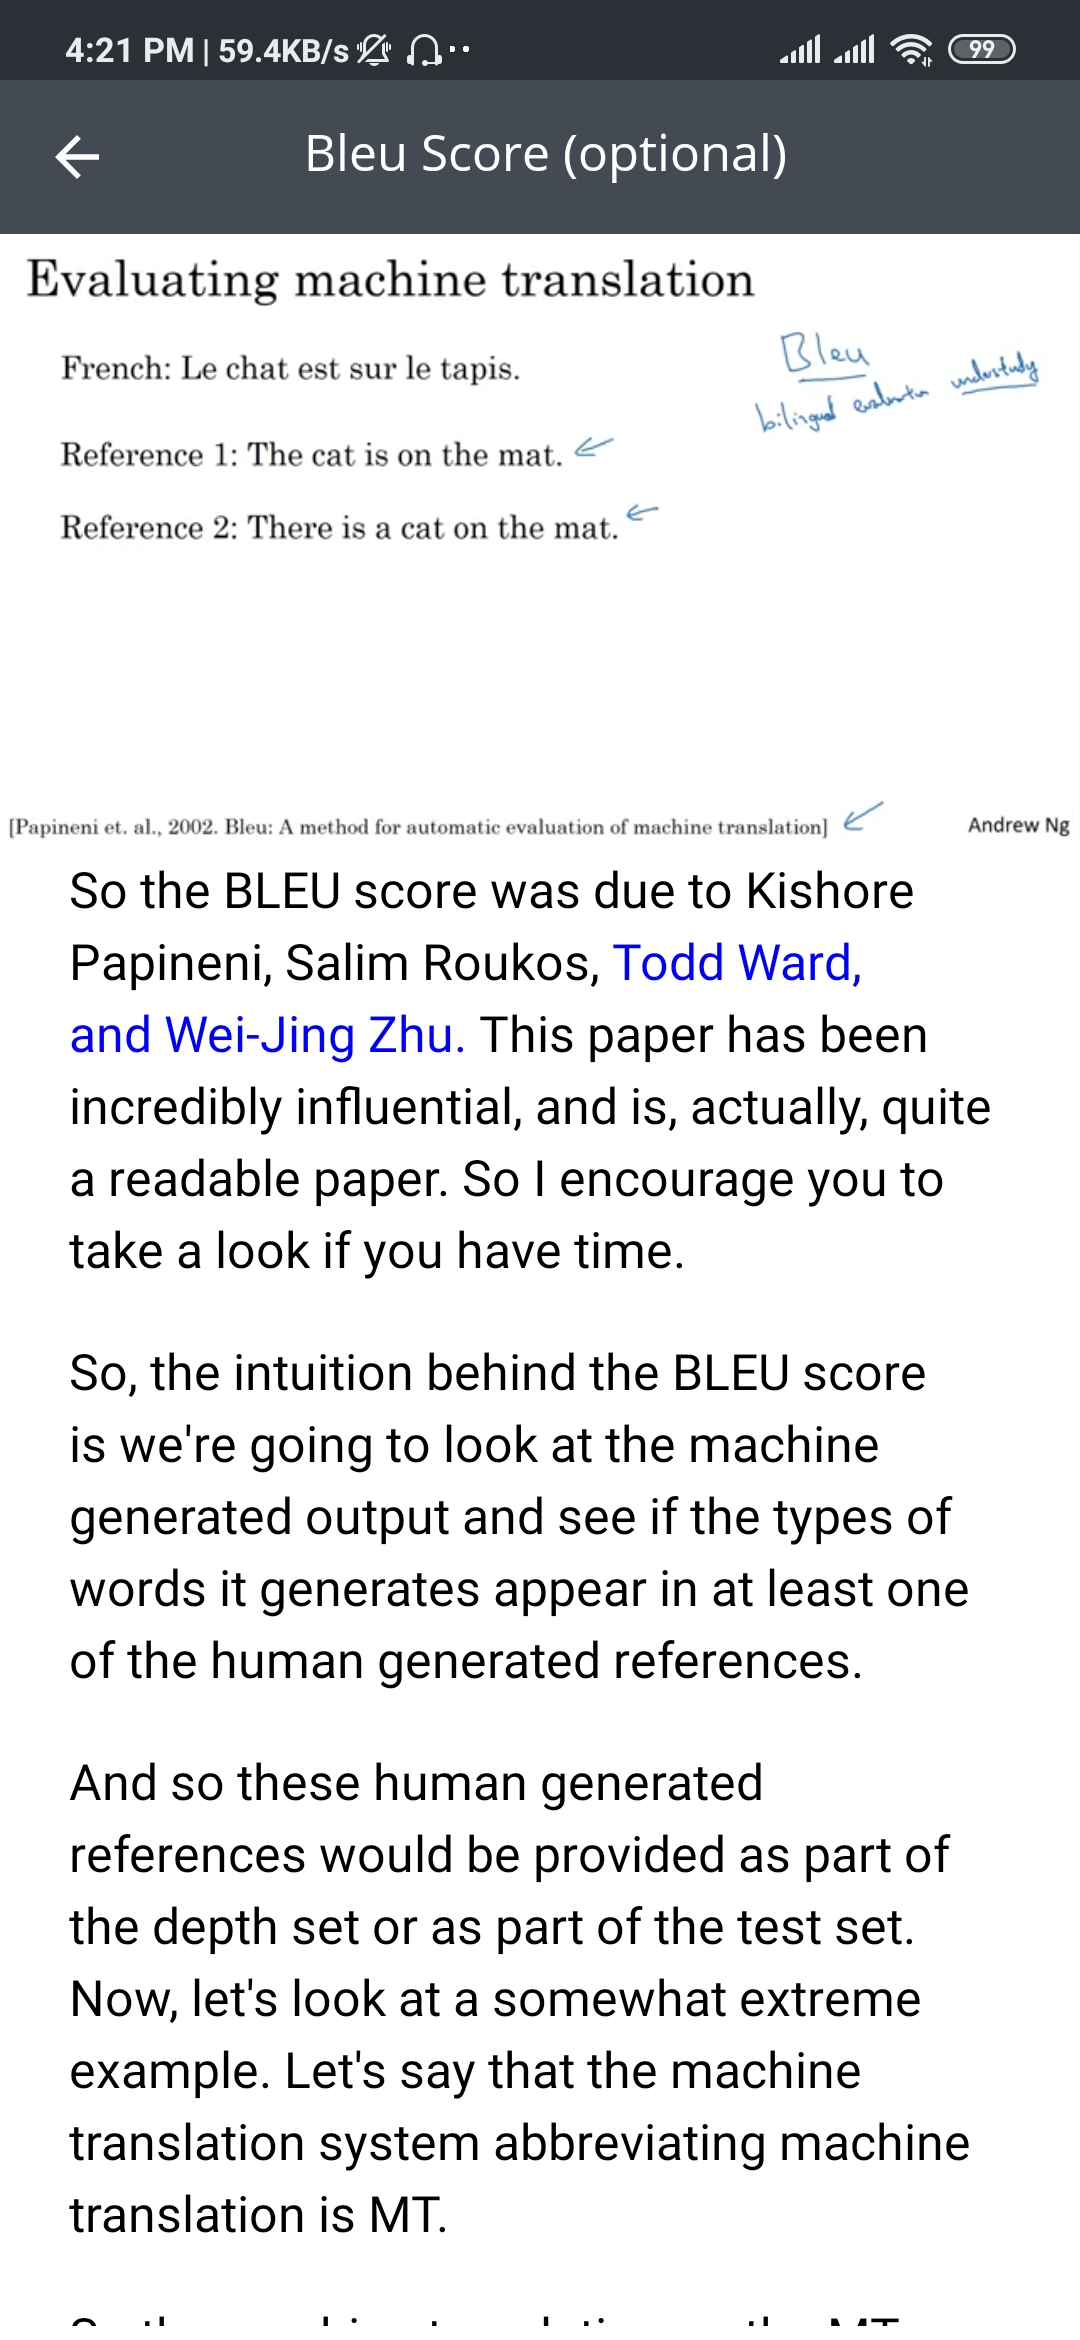 4:21 PM | 59.4KB/s
99
Bleu Score (optional)
Evaluating machine translation
French: Le chat est sur le tapis.
Bleu
bilingual evaluation understudy
Reference 1: The cat is on the mat.
Reference 2: There is a cat on the mat.
[Papineni et. al., 2002. Bleu: A method for automatic evaluation of machine translation]
Andrew Ng
So the BLEU score was due to Kishore
Papineni, Salim Roukos, Todd Ward,
and Wei-Jing Zhu. This paper has been
incredibly influential, and is, actually, quite
a readable paper. So I encourage you to
take a look if you have time.
So, the intuition behind the BLEU score
is we're going to look at the machine
generated output and see if the types of
words it generates appear in at least one
of the human generated references.
And so these human generated
references would be provided as part of
the depth set or as part of the test set.
Now, let's look at a somewhat extreme
example. Let's say that the machine
translation system abbreviating machine
translation is MT.